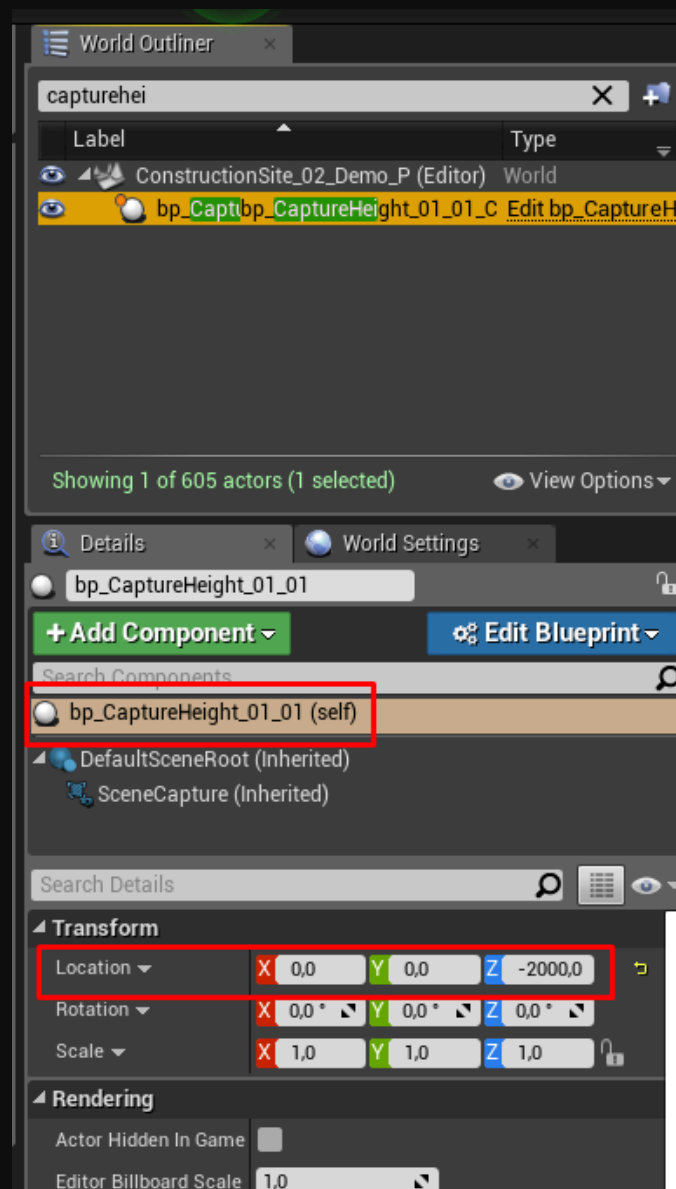 World Outliner
capturehei
Label Type
ConstructionSite_02_Demo_P (Editor) World
bp_Captubp_CaptureHeight_01_01_C Edit bp_CaptureH
Showing 1 of 605 actors (1 selected) View Options
Details World Settings
bp_CaptureHeight_01_01
+Add Component Edit Blueprint
Search Components
bp_CaptureHeight_01_01 (self)
DefaultSceneRoot (Inherited)
SceneCapture (Inherited)
Search Details
Transform
Location X 0,0 Y 0,0 Z -2000,0
Rotation X 0,0 ° Y 0,0 ° Z 0,0 °
Scale X 1,0 Y 1,0 Z 1,0
Rendering
Actor Hidden In Game
Editor Billboard Scale 1,0